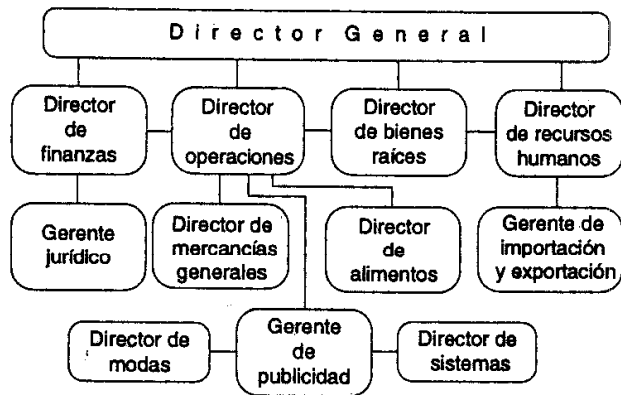 Director General
Director
de
finanzas
Director
de
operaciones
Director
de bienes
raíces
Director
de recursos
humanos
Gerente
jurídico
Director de
mercancías
generales
Director
de
alimentos
Gerente de
importación
y exportación
Director de
modas
Gerente
de
publicidad
Director de
sistemas